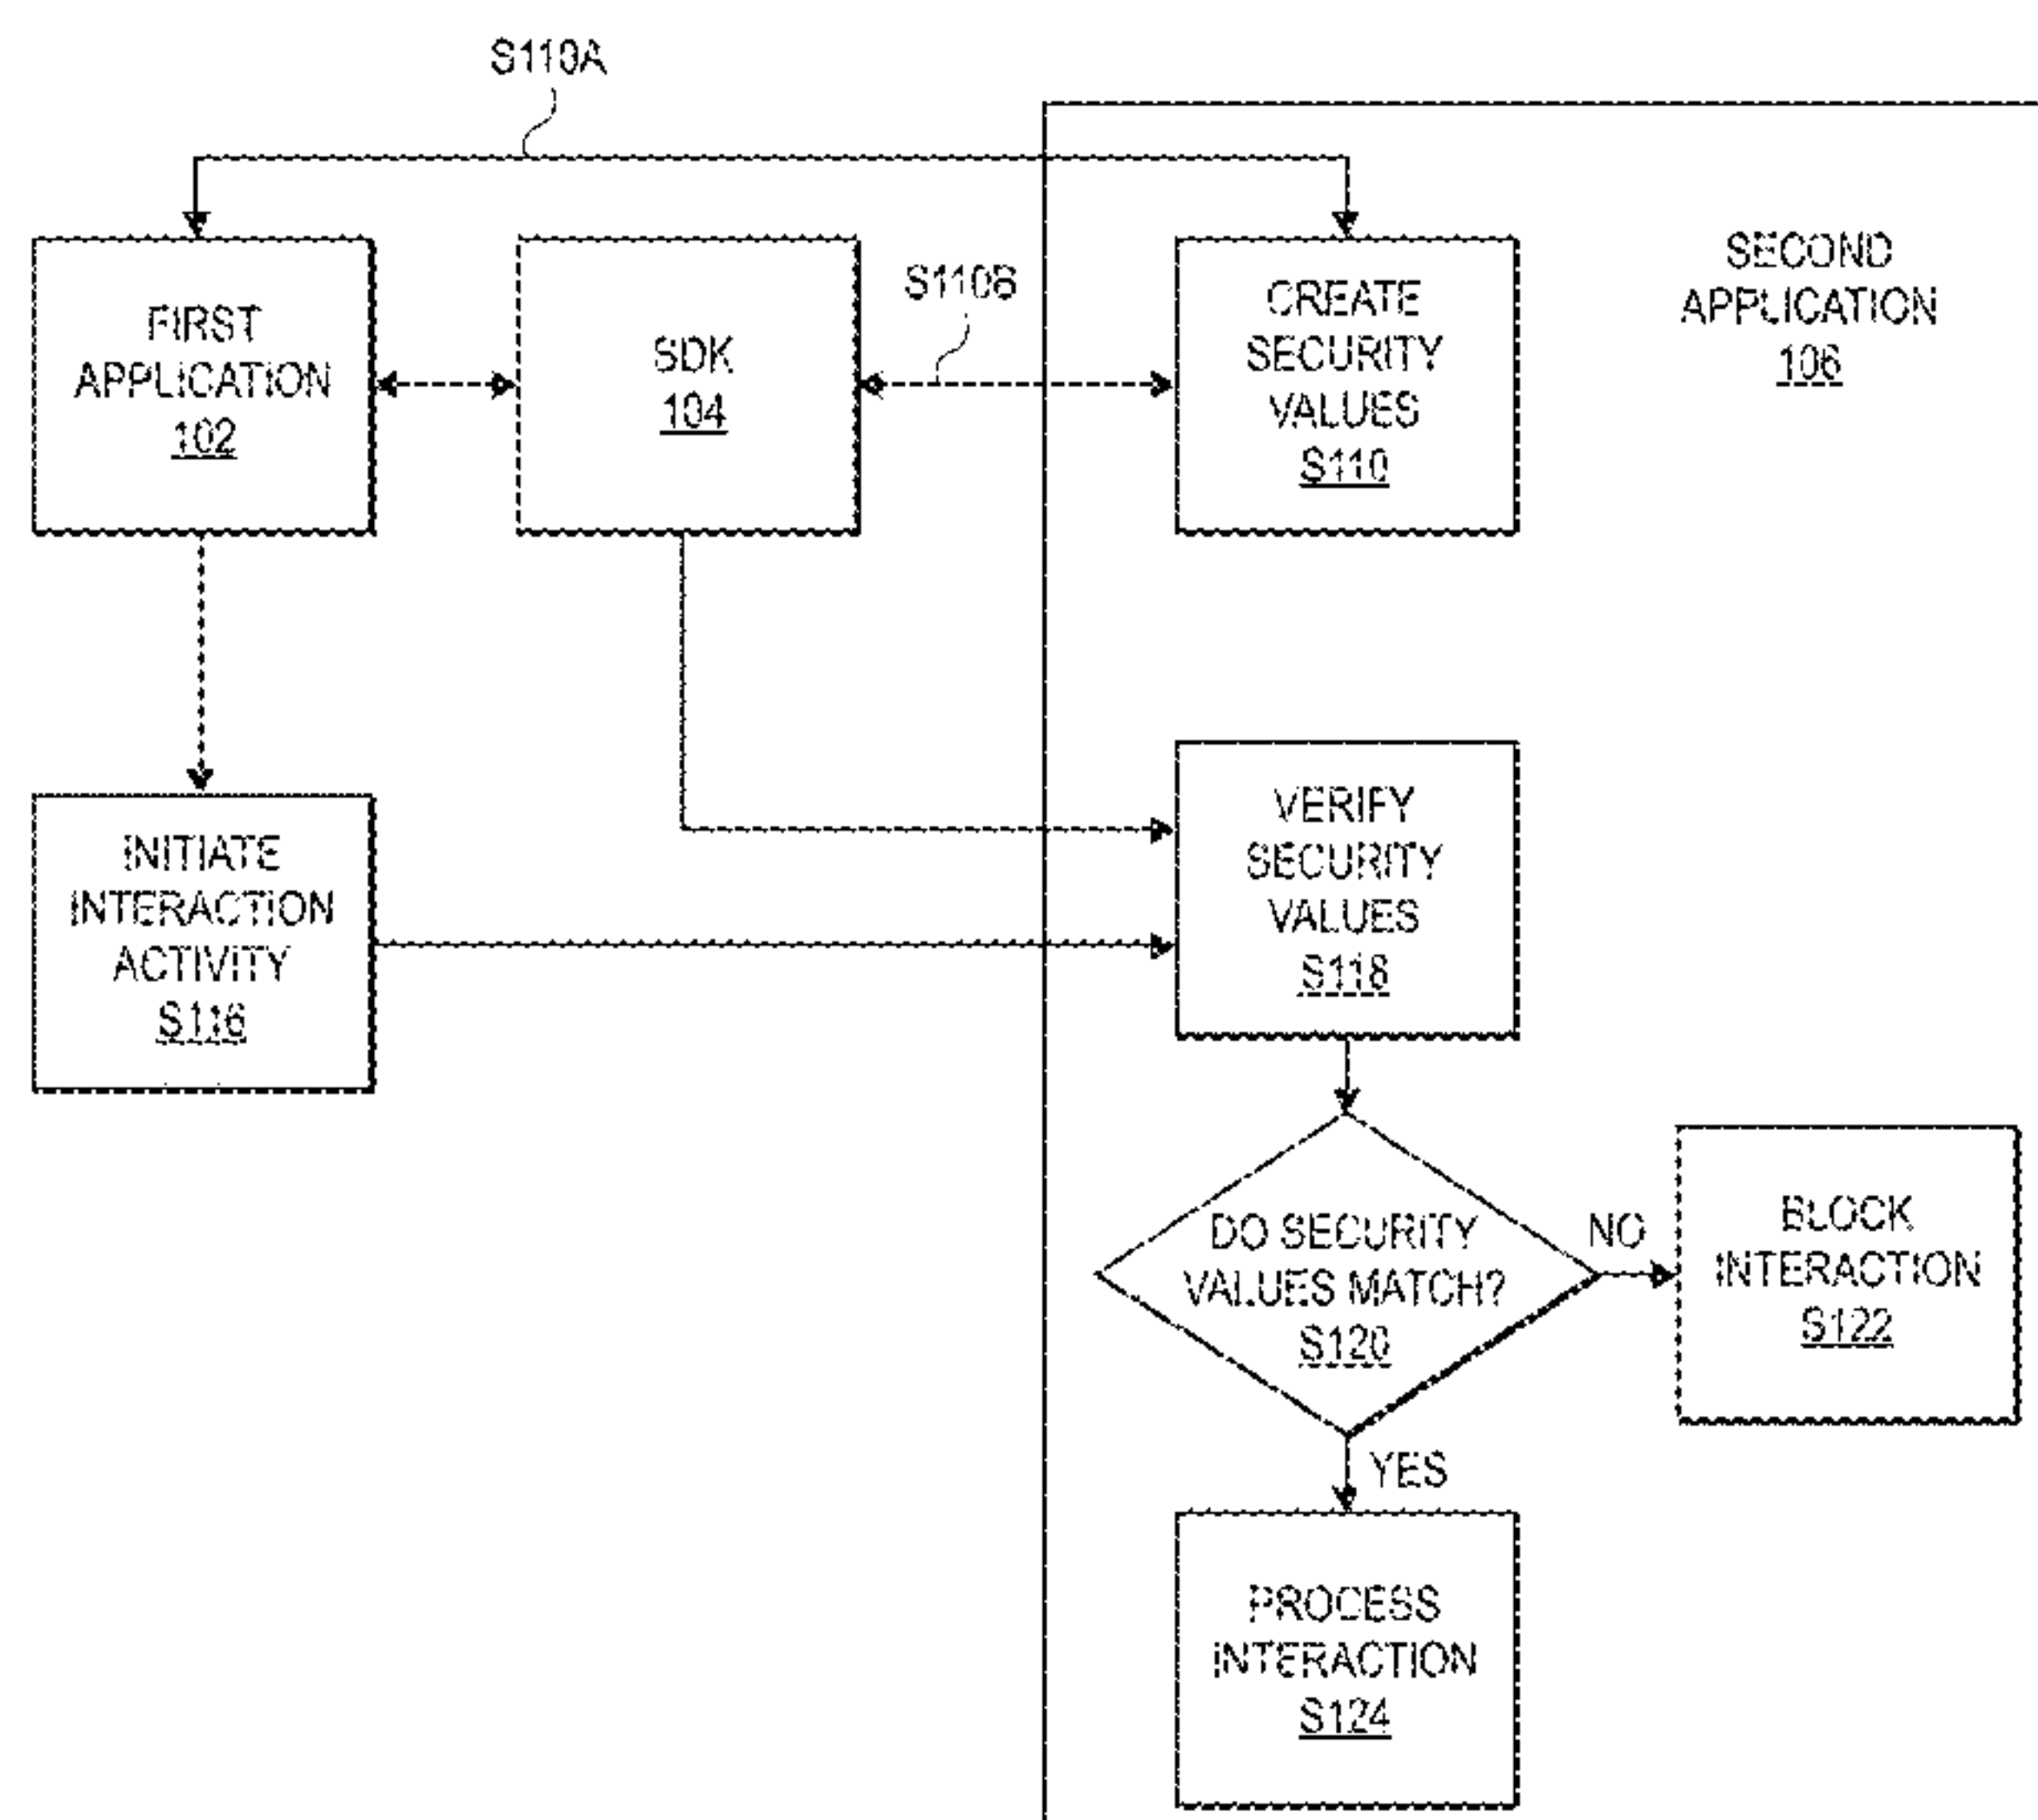 S110A
FIRST
APPLICATION
102
SDK
104
S110B
CREATE
SECURITY
VALUES
S110
SECOND
APPLICATION
106
INITIATE
INTERACTION
ACTIVITY
S116
VERIFY
SECURITY
VALUES
S118
DO SECURITY
VALUES MATCH?
S120
NO
BLOCK
INTERACTION
S122
YES
PROCESS
INTERACTION
S124